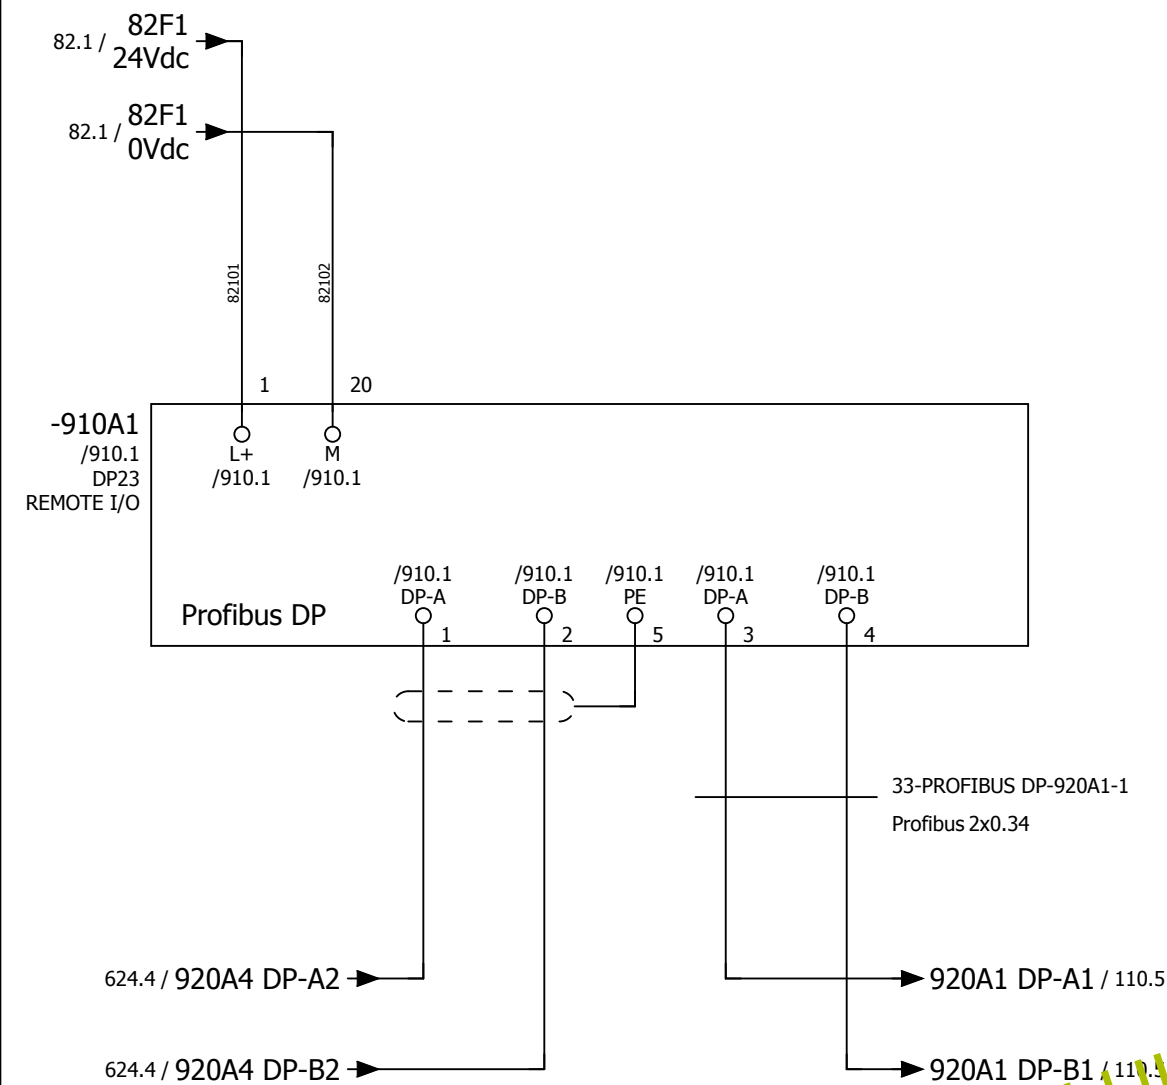 82.1 / 82F1
24Vdc
82.1 / 82F1
0Vdc
82101
82102
1 20
-910A1
/910.1
DP23
REMOTE I/O
L+ M
/910.1 /910.1
/910.1 /910.1 /910.1 /910.1 /910.1
DP-A DP-B PE DP-A DP-B
Profibus DP
1 2 5 3 4
33-PROFIBUS DP-920A1-1
Profibus 2x0.34
624.4 / 920A4 DP-A2 920A1 DP-A1 / 110.5
624.4 / 920A4 DP-B2 920A1 DP-B1 / 110.5